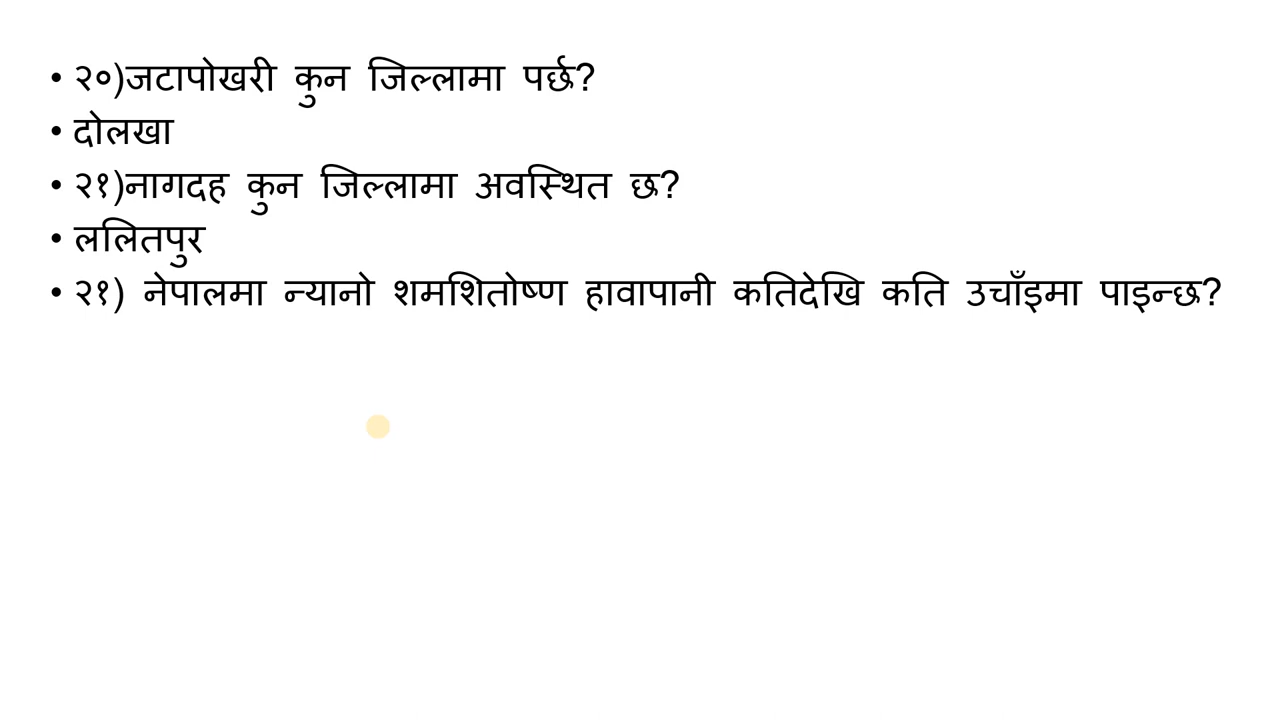 • २०)जटापोखरी कुन जिल्लामा पर्छ?
• दोलखा
• २१)नागदह कुन जिल्लामा अवस्थित छ?
• ललितपुर
• २१) नेपालमा न्यानो शमशितोष्ण हावापानी कतिदेखि कति उचाँइमा पाइन्छ?